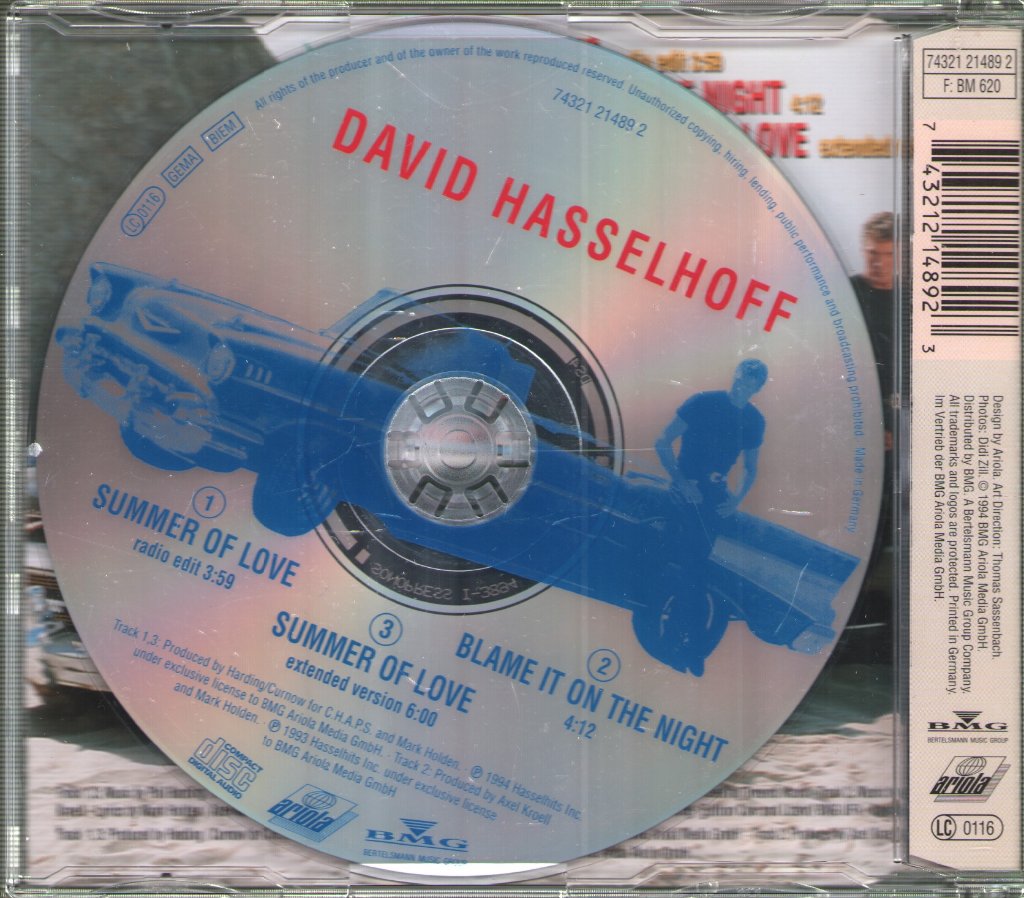 All rights of the producer and of the owner of the work reproduced reserved. Unauthorized copying, hiring, lending, public performance and broadcasting prohibited. Made in Germany
74321 21489 2
BIEM
GEMA
LC 0116
DAVID HASSELHOFF
1
SUMMER OF LOVE
radio edit 3:59
3
SUMMER OF LOVE
extended version 6:00
2
BLAME IT ON THE NIGHT
4:12
Track 1,3: Produced by Harding/Curnow for C.H.A.P.S. and Mark Holden. ℗ 1994 Hasselhits Inc.
under exclusive license to BMG Ariola Media GmbH. Track 2: Produced by Axel Kroell
and Mark Holden. ℗ 1993 Hasselhits Inc. under exclusive license
to BMG Ariola Media GmbH
COMPACT
disc
DIGITAL AUDIO
ariola
BMG
BERTELSMANN MUSIC GROUP
SONOPRESS I-3894
edit 3:59
NIGHT 4:12
LOVE extended
74321 21489 2
F: BM 620
7 43212 14892 3
Design by Ariola. Art Direction: Thomas Sassenbach.
Photos: Didi Zill. © 1994 BMG Ariola Media GmbH.
Distributed by BMG. A Bertelsmann Music Group Company.
All trademarks and logos are protected. Printed in Germany.
Im Vertrieb der BMG Ariola Media GmbH.
BMG
BERTELSMANN MUSIC GROUP
ariola
LC 0116